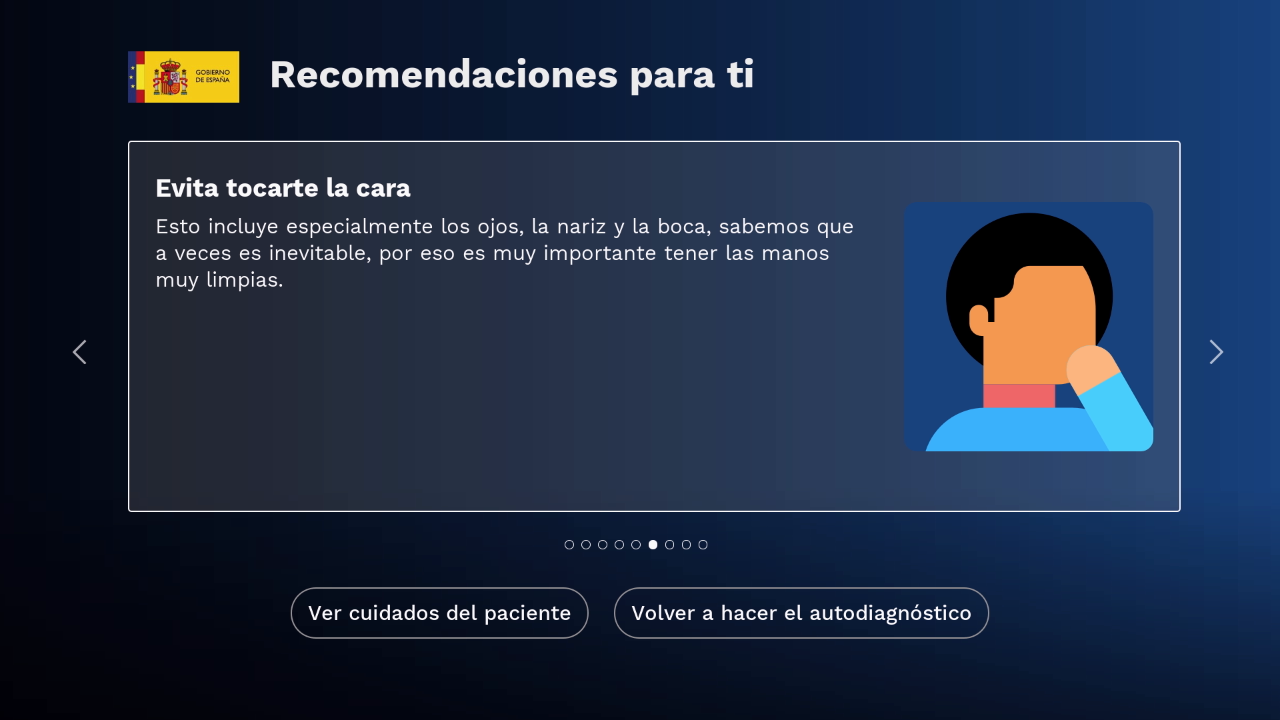 GOBIERNO
DE ESPAÑA
Recomendaciones para ti
Evita tocarte la cara
Esto incluye especialmente los ojos, la nariz y la boca, sabemos que
a veces es inevitable, por eso es muy importante tener las manos
muy limpias.
Ver cuidados del paciente
Volver a hacer el autodiagnóstico